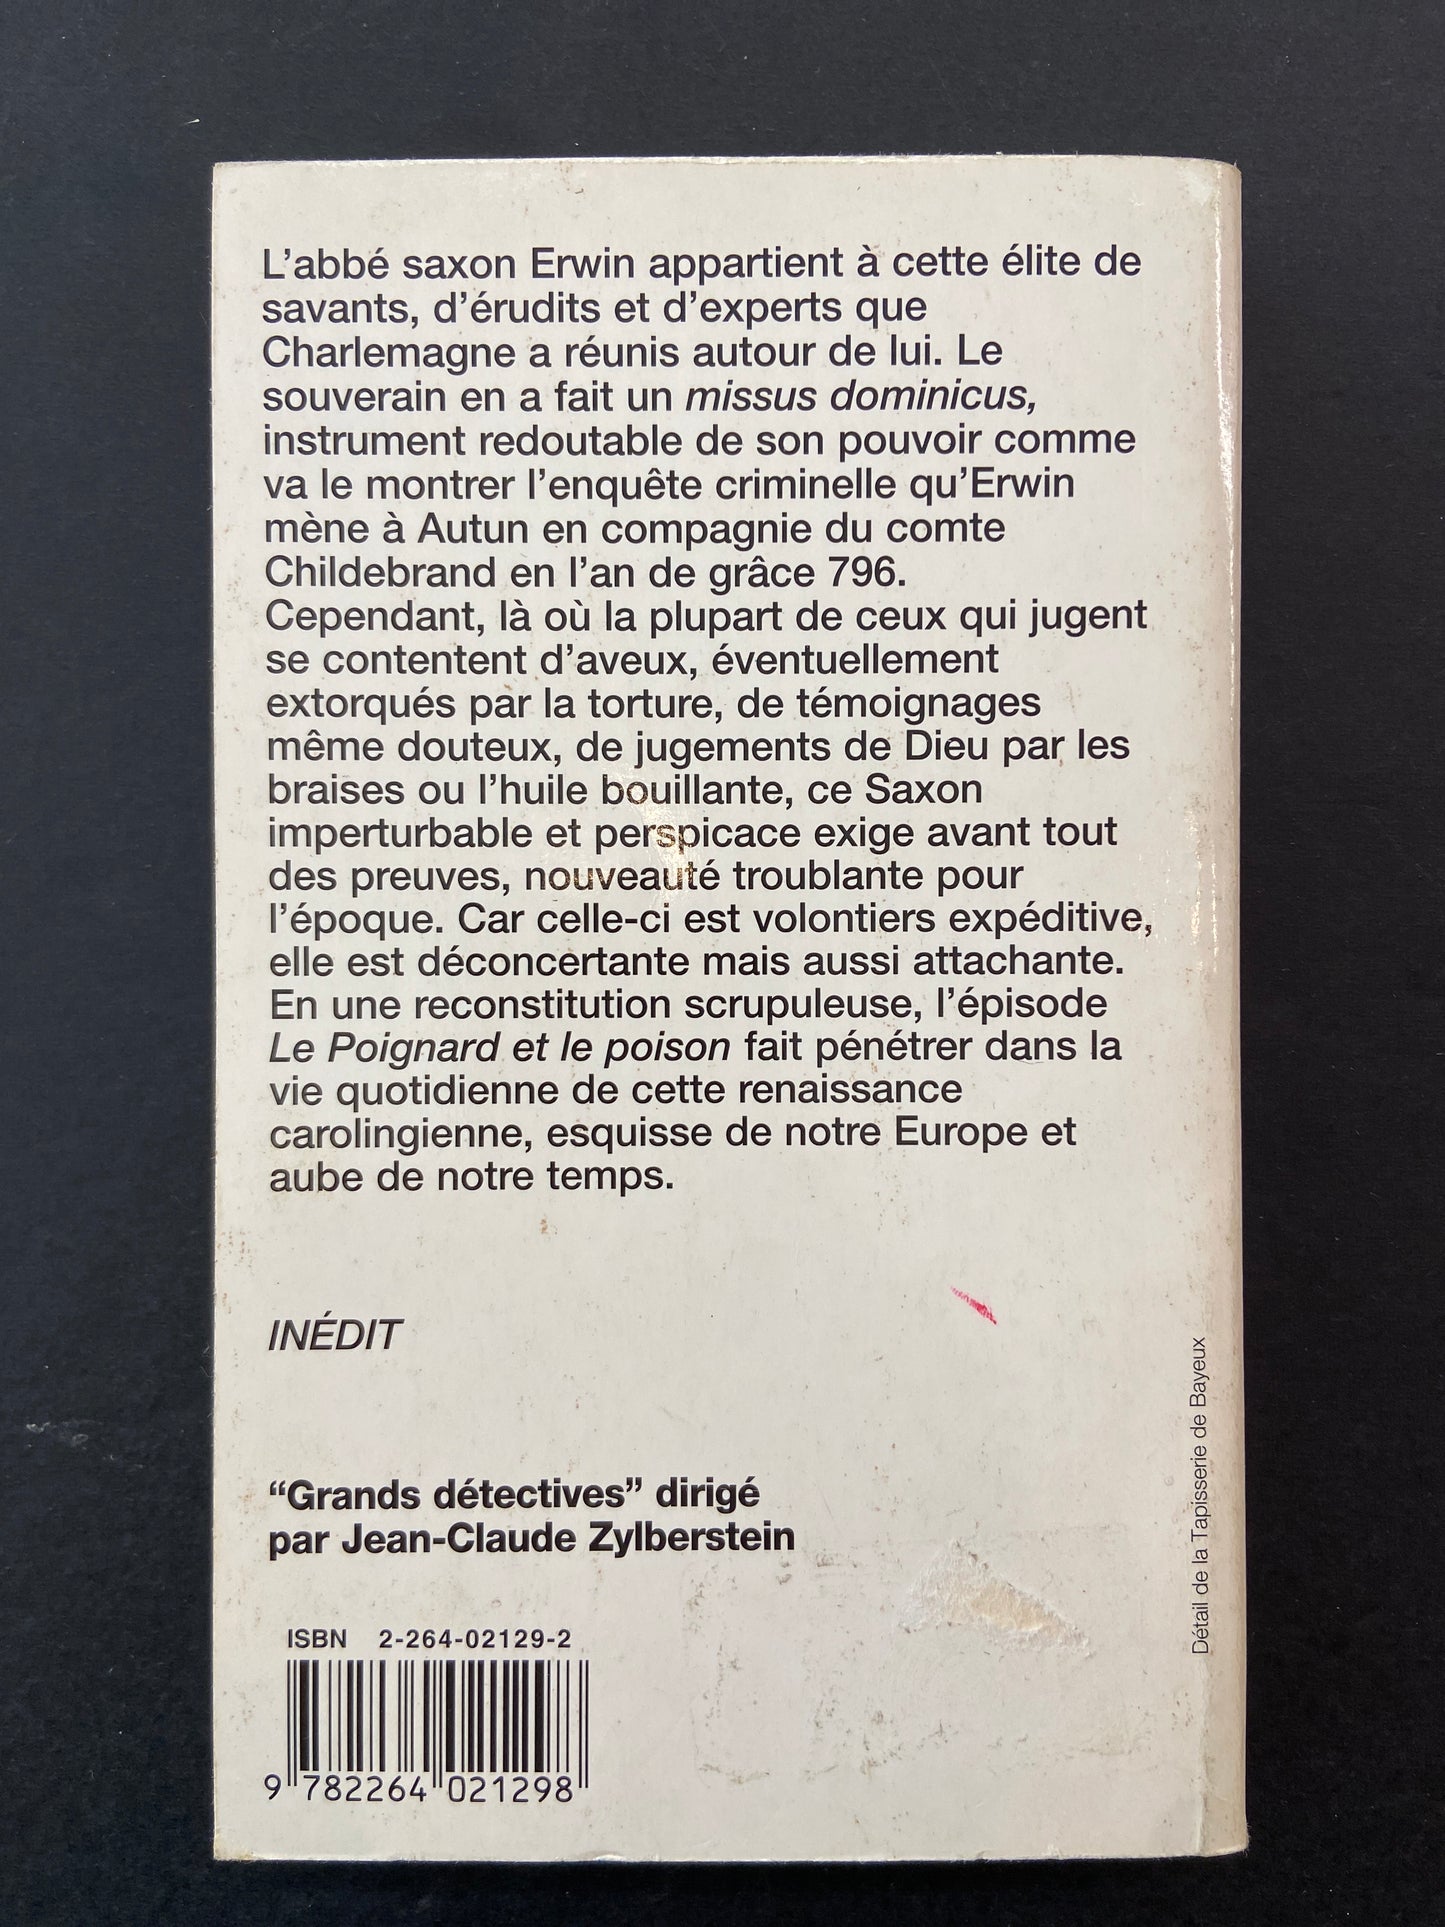 L’abbé saxon Erwin appartient à cette élite de
savants, d’érudits et d’experts que
Charlemagne a réunis autour de lui. Le
souverain en a fait un missus dominicus,
instrument redoutable de son pouvoir comme
va le montrer l’enquête criminelle qu’Erwin
mène à Autun en compagnie du comte
Childebrand en l’an de grâce 796.
Cependant, là où la plupart de ceux qui jugent
se contentent d’aveux, éventuellement
extorqués par la torture, de témoignages
même douteux, de jugements de Dieu par les
braises ou l’huile bouillante, ce Saxon
imperturbable et perspicace exige avant tout
des preuves, nouveauté troublante pour
l’époque. Car celle-ci est volontiers expéditive,
elle est déconcertante mais aussi attachante.
En une reconstitution scrupuleuse, l’épisode
Le Poignard et le poison fait pénétrer dans la
vie quotidienne de cette renaissance
carolingienne, esquisse de notre Europe et
aube de notre temps.
INÉDIT
“Grands détectives” dirigé
par Jean-Claude Zylberstein
ISBN 2-264-02129-2
9 782264 021298
Détail de la Tapisserie de Bayeux